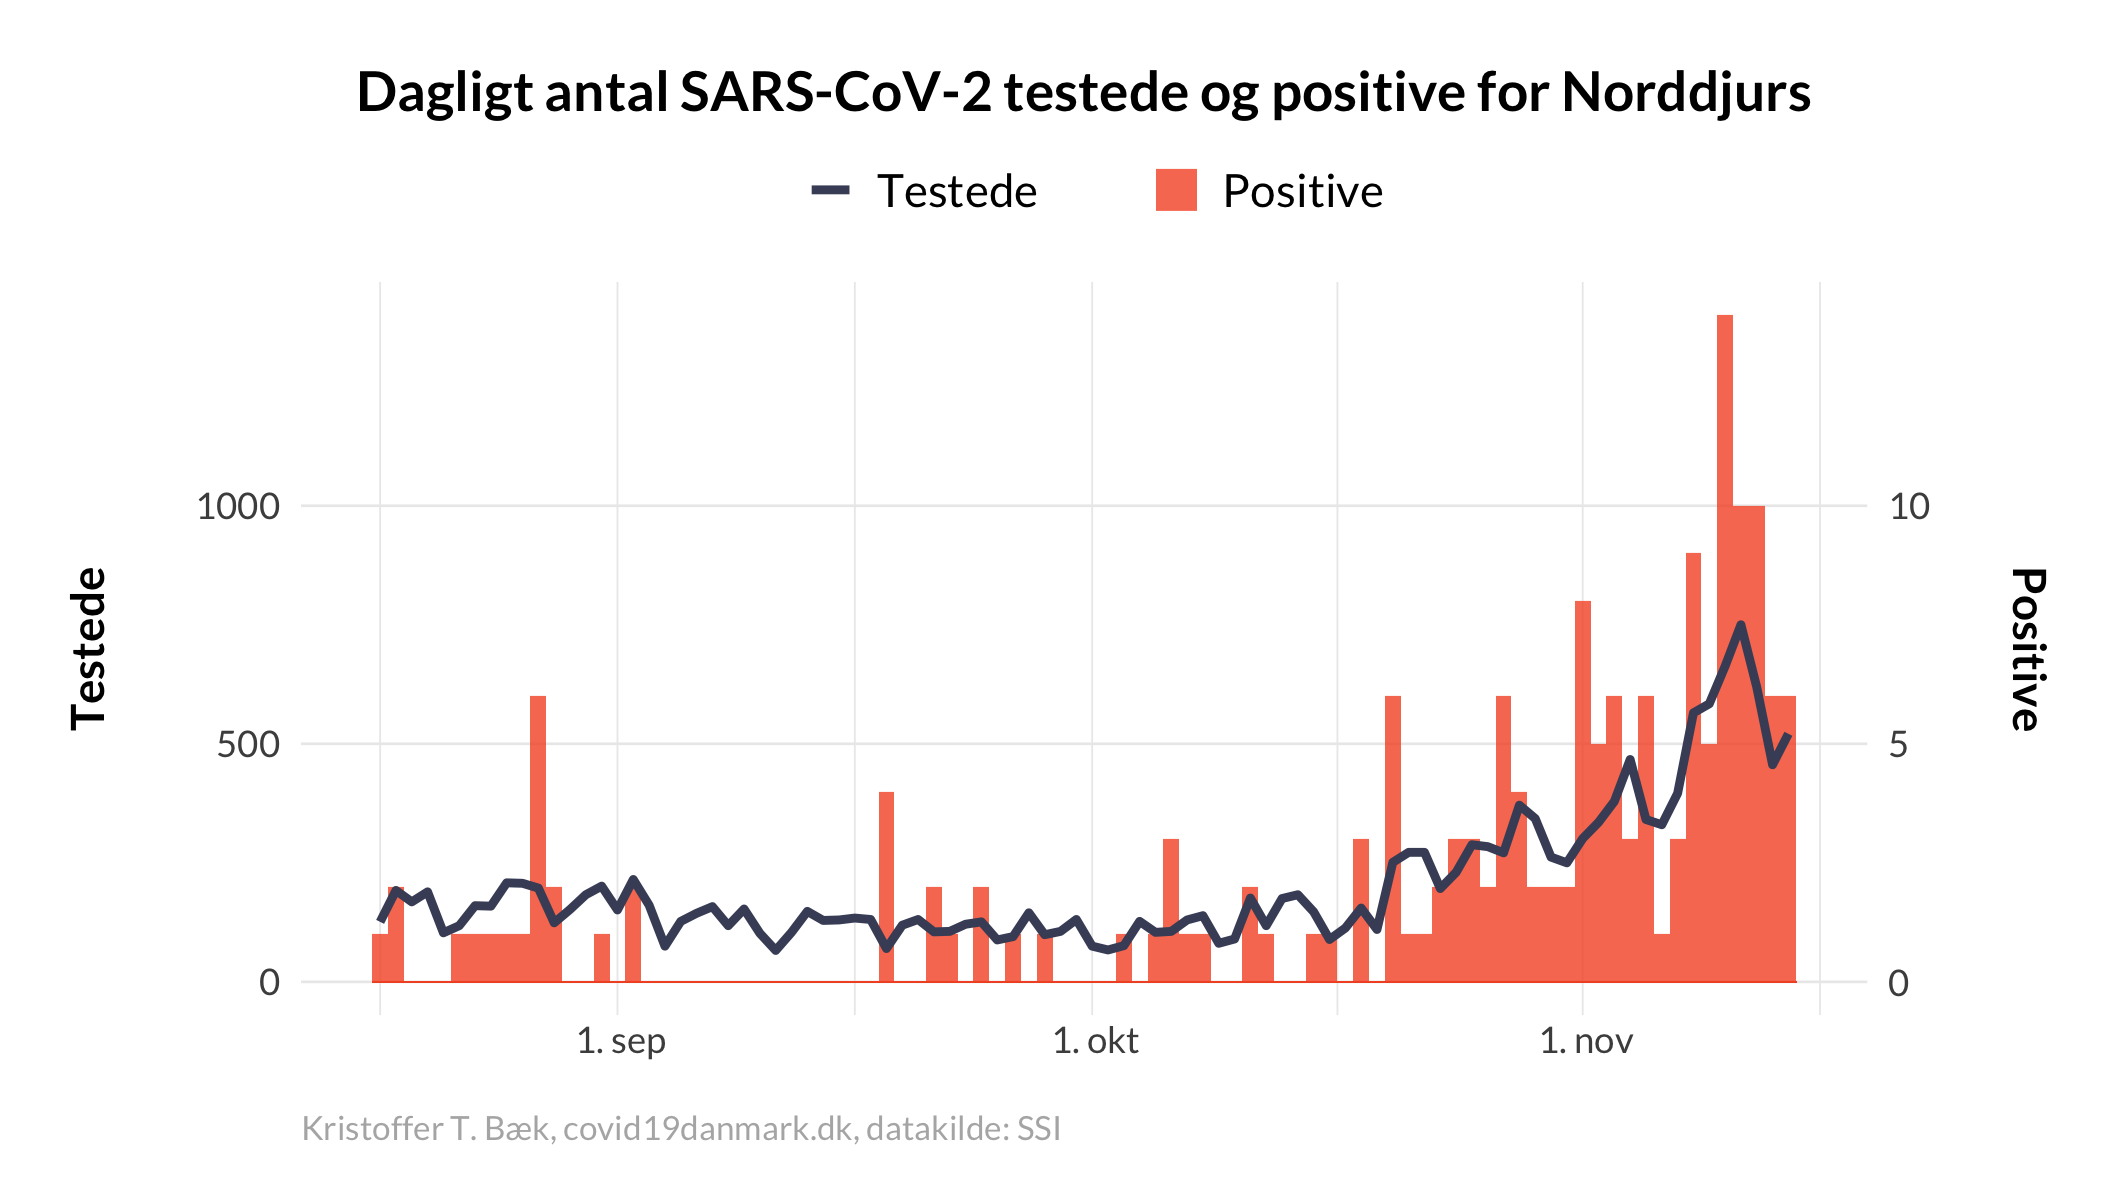 Dagligt antal SARS-CoV-2 testede og positive for Norddjurs
Testede
Positive
1000
500
0
10
5
0
Testede
Positive
1. sep
1. okt
1. nov
Kristoffer T. Bæk, covid19danmark.dk, datakilde: SSI